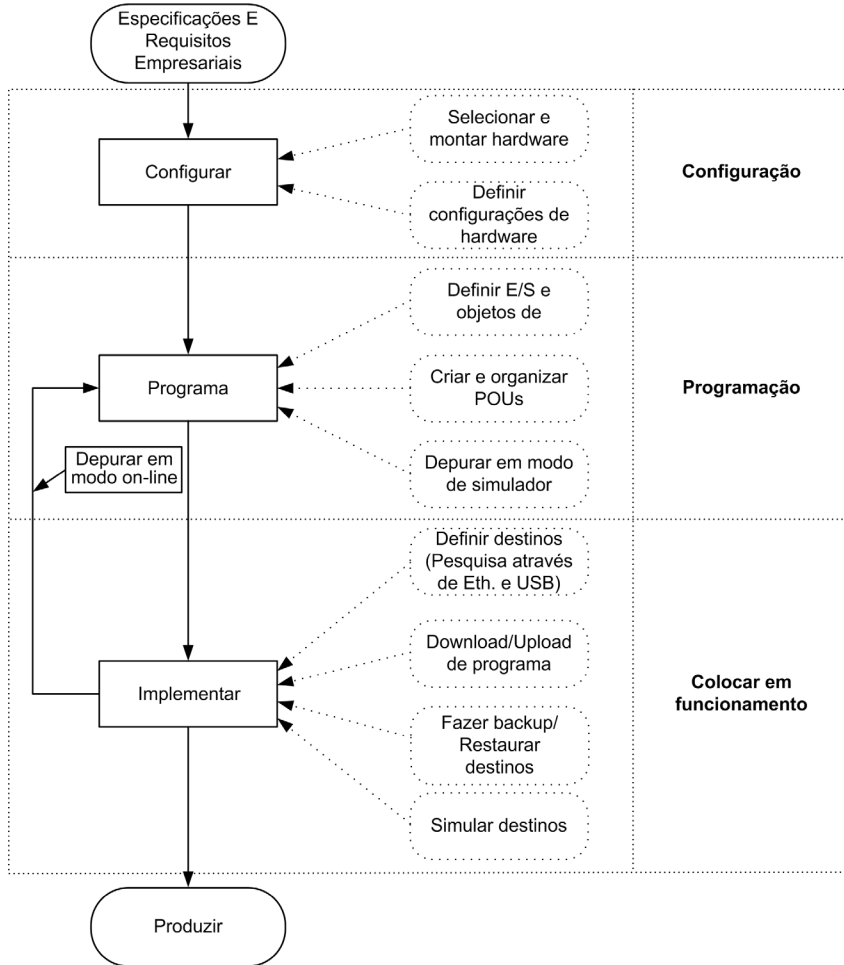 Especificações E
Requisitos
Empresariais
Configurar
Selecionar e
montar hardware
Definir
configurações de
hardware
Configuração
Programa
Definir E/S e
objetos de
Criar e organizar
POUs
Depurar em modo
de simulador
Programação
Depurar em
modo on-line
Implementar
Definir destinos
(Pesquisa através
de Eth. e USB)
Download/Upload
de programa
Fazer backup/
Restaurar
destinos
Simular destinos
Colocar em
funcionamento
Produzir